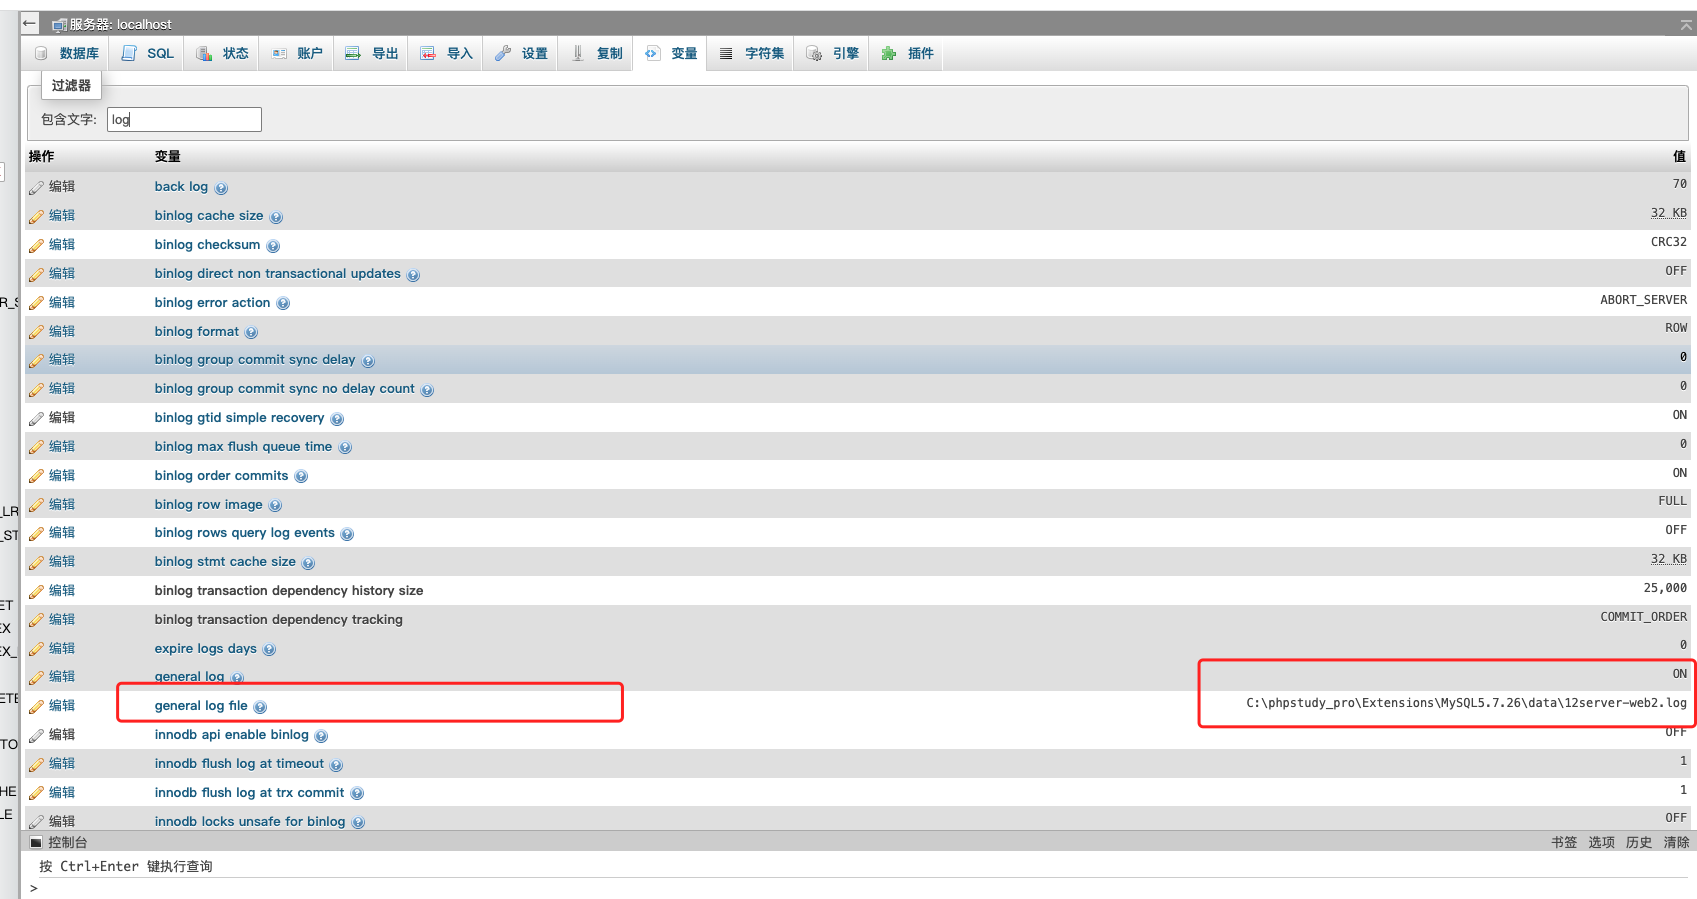 服务器: localhost
数据库 SQL 状态 账户 导出 导入 设置 复制 变量 字符集 引擎 插件
过滤器
包含文字: log
操作 变量 值
编辑 back log 70
编辑 binlog cache size 32 KB
编辑 binlog checksum CRC32
编辑 binlog direct non transactional updates OFF
R_S
编辑 binlog error action ABORT_SERVER
编辑 binlog format ROW
编辑 binlog group commit sync delay 0
编辑 binlog group commit sync no delay count 0
编辑 binlog gtid simple recovery ON
编辑 binlog max flush queue time 0
编辑 binlog order commits ON
编辑 binlog row image FULL
_LR
编辑 binlog rows query log events OFF
_ST
编辑 binlog stmt cache size 32 KB
编辑 binlog transaction dependency history size 25,000
ET
编辑 binlog transaction dependency tracking COMMIT_ORDER
EX
编辑 expire logs days 0
EX_
编辑 general log ON
ETE
编辑 general log file C:\phpstudy_pro\Extensions\MySQL5.7.26\data\12server-web2.log
编辑 innodb api enable binlog OFF
TO
编辑 innodb flush log at timeout 1
编辑 innodb flush log at trx commit 1
HE
编辑 innodb locks unsafe for binlog OFF
LE
控制台 书签 选项 历史 清除
按 Ctrl+Enter 键执行查询
>